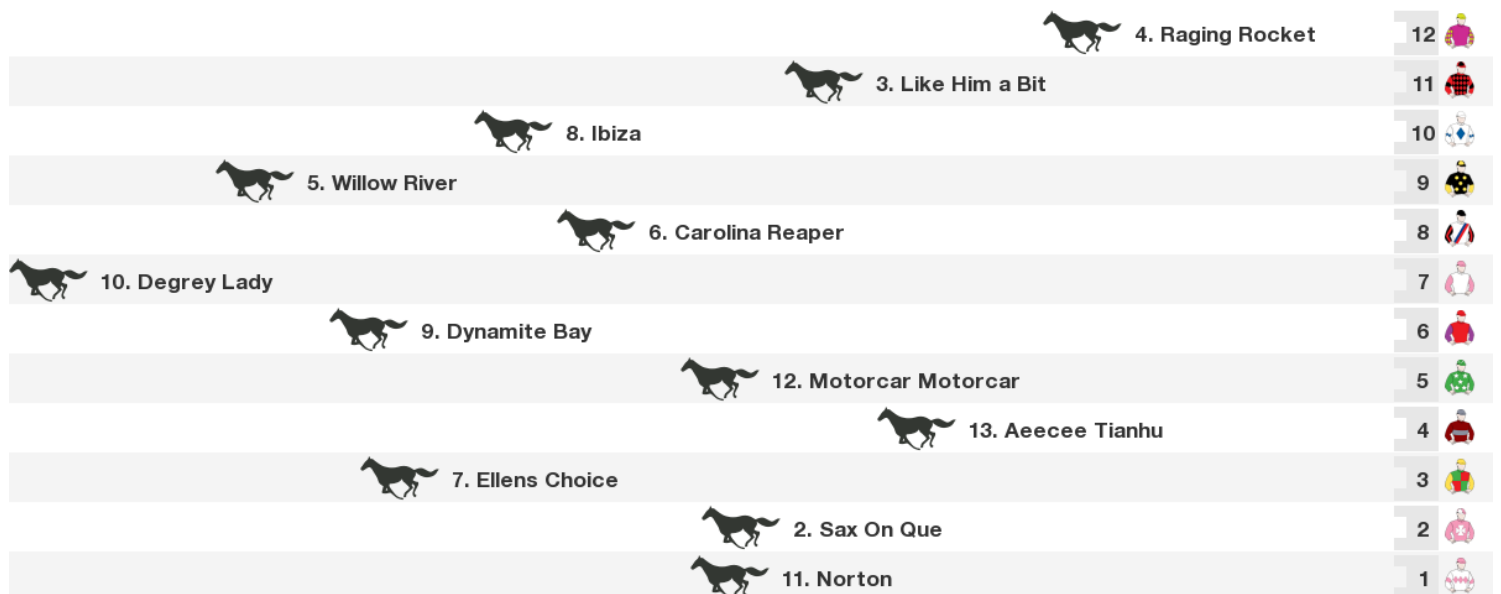 4. Raging Rocket 12
3. Like Him a Bit 11
8. Ibiza 10
5. Willow River 9
6. Carolina Reaper 8
10. Degrey Lady 7
9. Dynamite Bay 6
12. Motorcar Motorcar 5
13. Aeecee Tianhu 4
7. Ellens Choice 3
2. Sax On Que 2
11. Norton 1